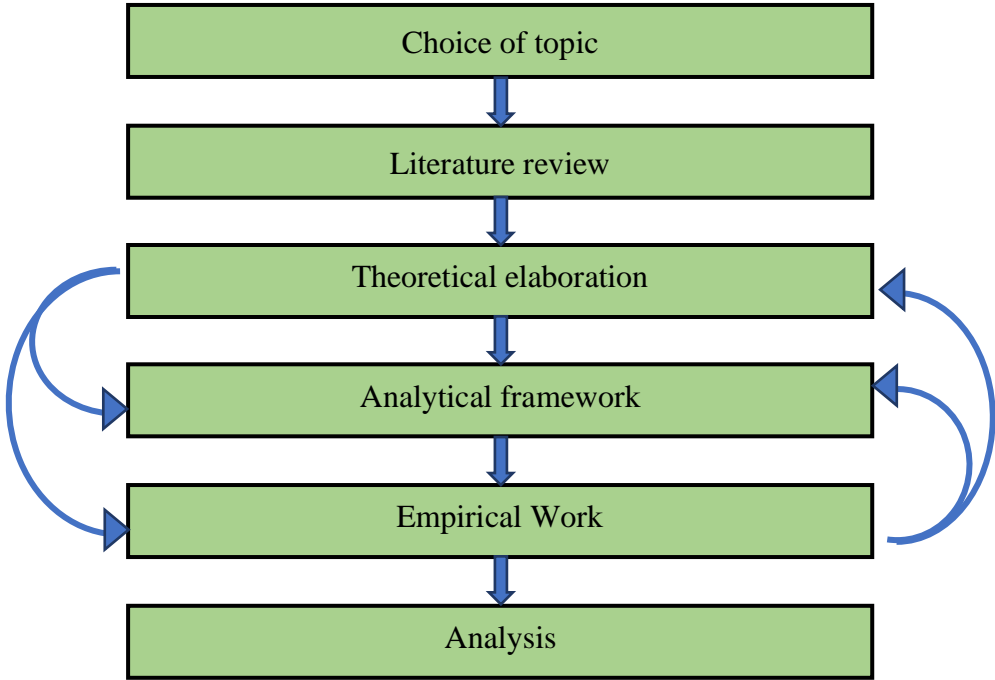 Choice of topic
Literature review
Theoretical elaboration
Analytical framework
Empirical Work
Analysis